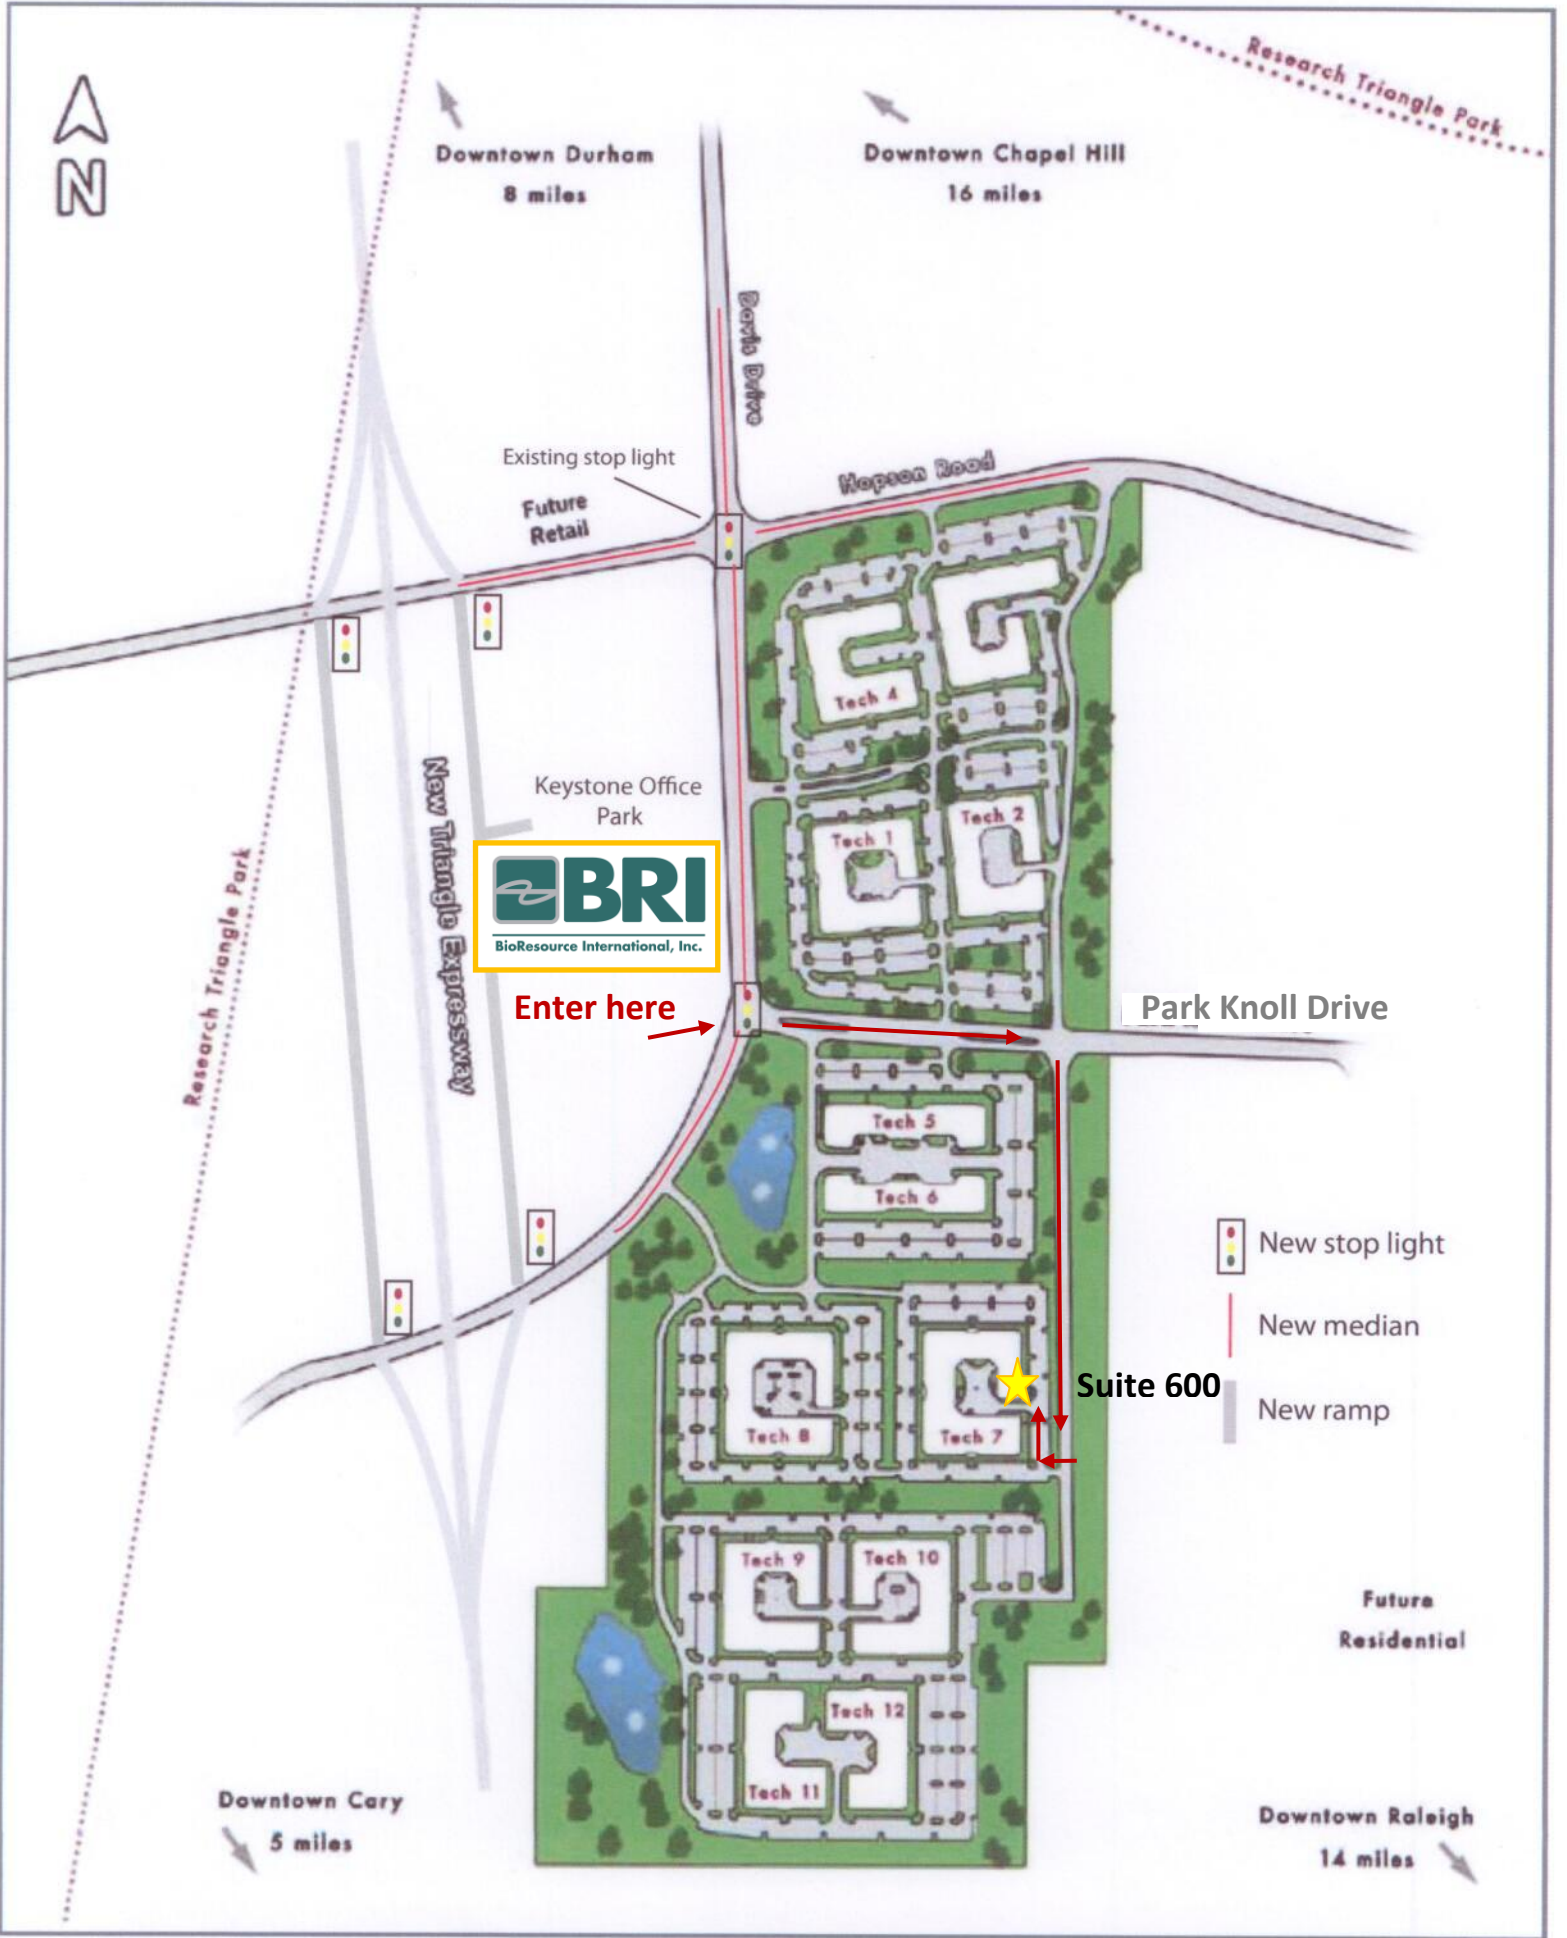 Research Triangle Park
N
Downtown Durham
8 miles
Downtown Chapel Hill
16 miles
Davis Drive
Existing stop light
Hopson Road
Future
Retail
Tech 4
Keystone Office
Park
New Triangle Expressway
Tech 1
Tech 2
BRI
BioResource International, Inc.
Research Triangle Park
Enter here
Park Knoll Drive
Tech 5
Tech 6
New stop light
New median
Suite 600
New ramp
Tech 8
Tech 7
Tech 9
Tech 10
Future
Residential
Tech 12
Tech 11
Downtown Cary
5 miles
Downtown Raleigh
14 miles